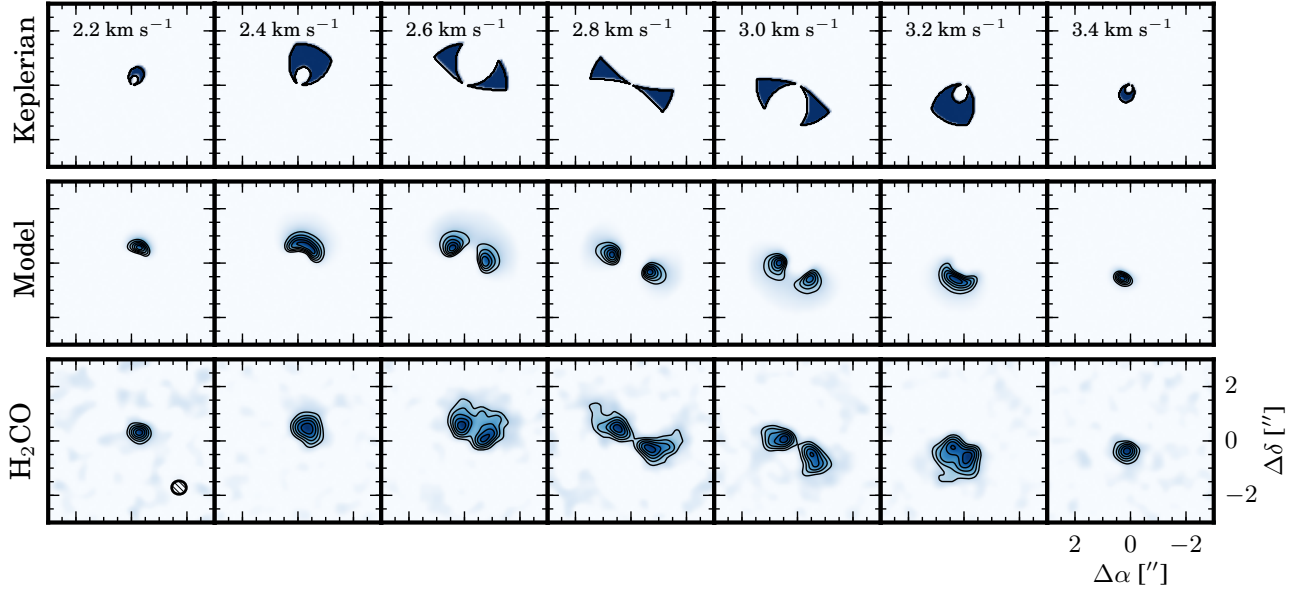 Keplerian
2.2 km s⁻¹ 2.4 km s⁻¹ 2.6 km s⁻¹ 2.8 km s⁻¹ 3.0 km s⁻¹ 3.2 km s⁻¹ 3.4 km s⁻¹
Model
H₂CO
2
0
−2
Δδ [″]
2 0 −2
Δα [″]